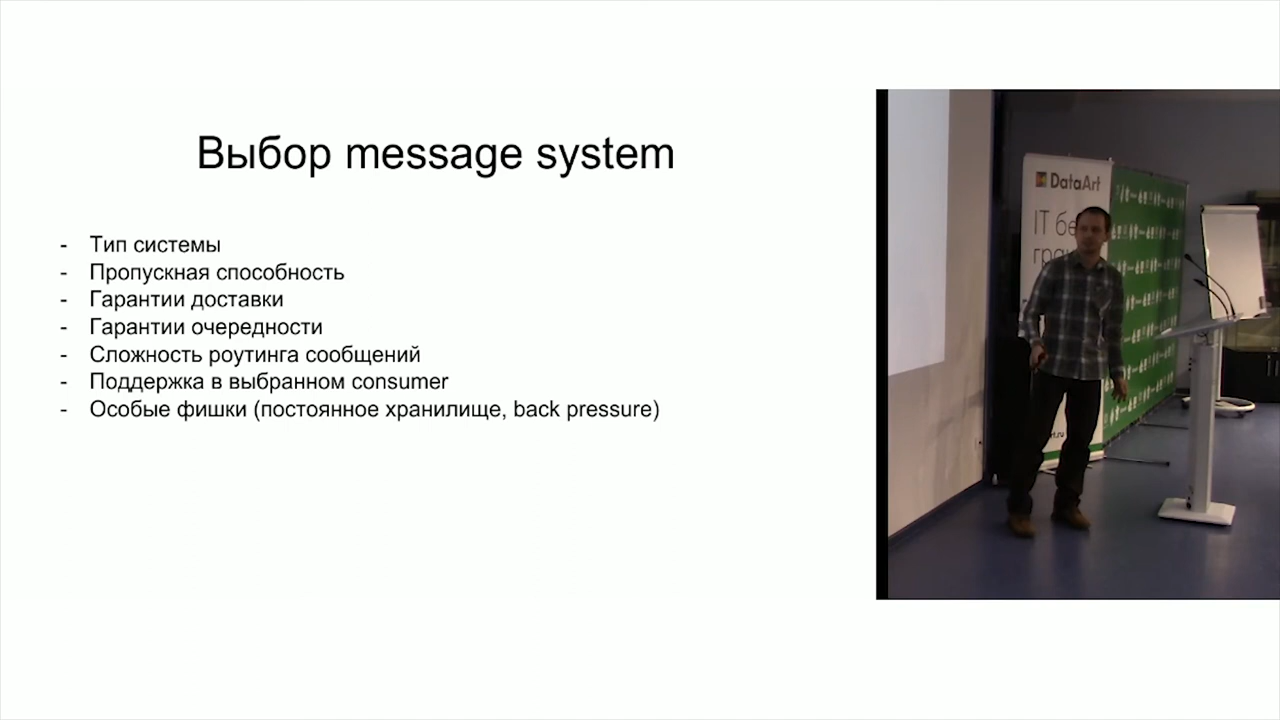 Выбор message system
- Тип системы
- Пропускная способность
- Гарантии доставки
- Гарантии очередности
- Сложность роутинга сообщений
- Поддержка в выбранном consumer
- Особые фишки (постоянное хранилище, back pressure)
DataArt
IT